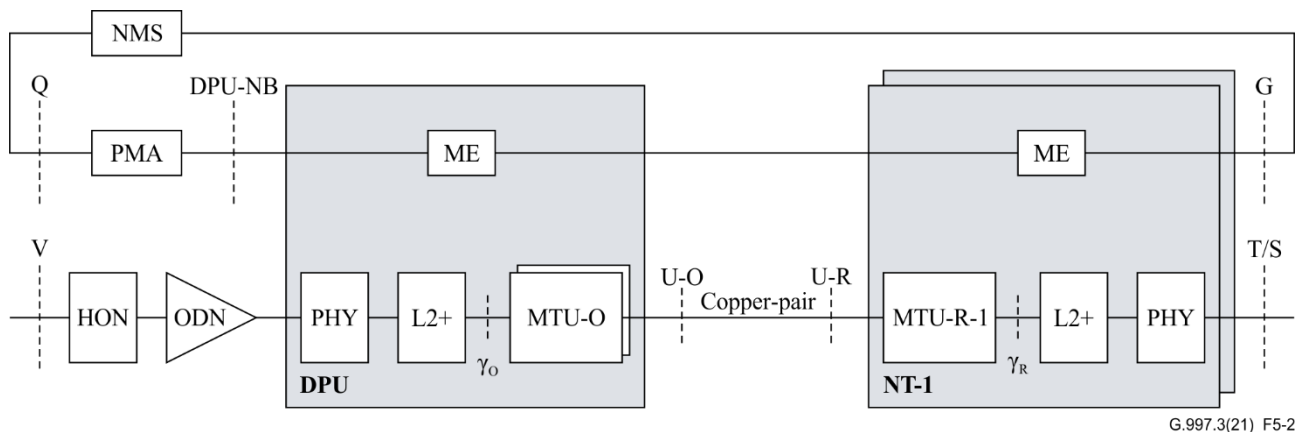 NMS
Q
DPU-NB
G
PMA
ME
ME
V
T/S
U-O
U-R
Copper-pair
HON
ODN
PHY
L2+
MTU-O
MTU-R-1
L2+
PHY
γO
γR
DPU
NT-1
G.997.3(21) F5-2